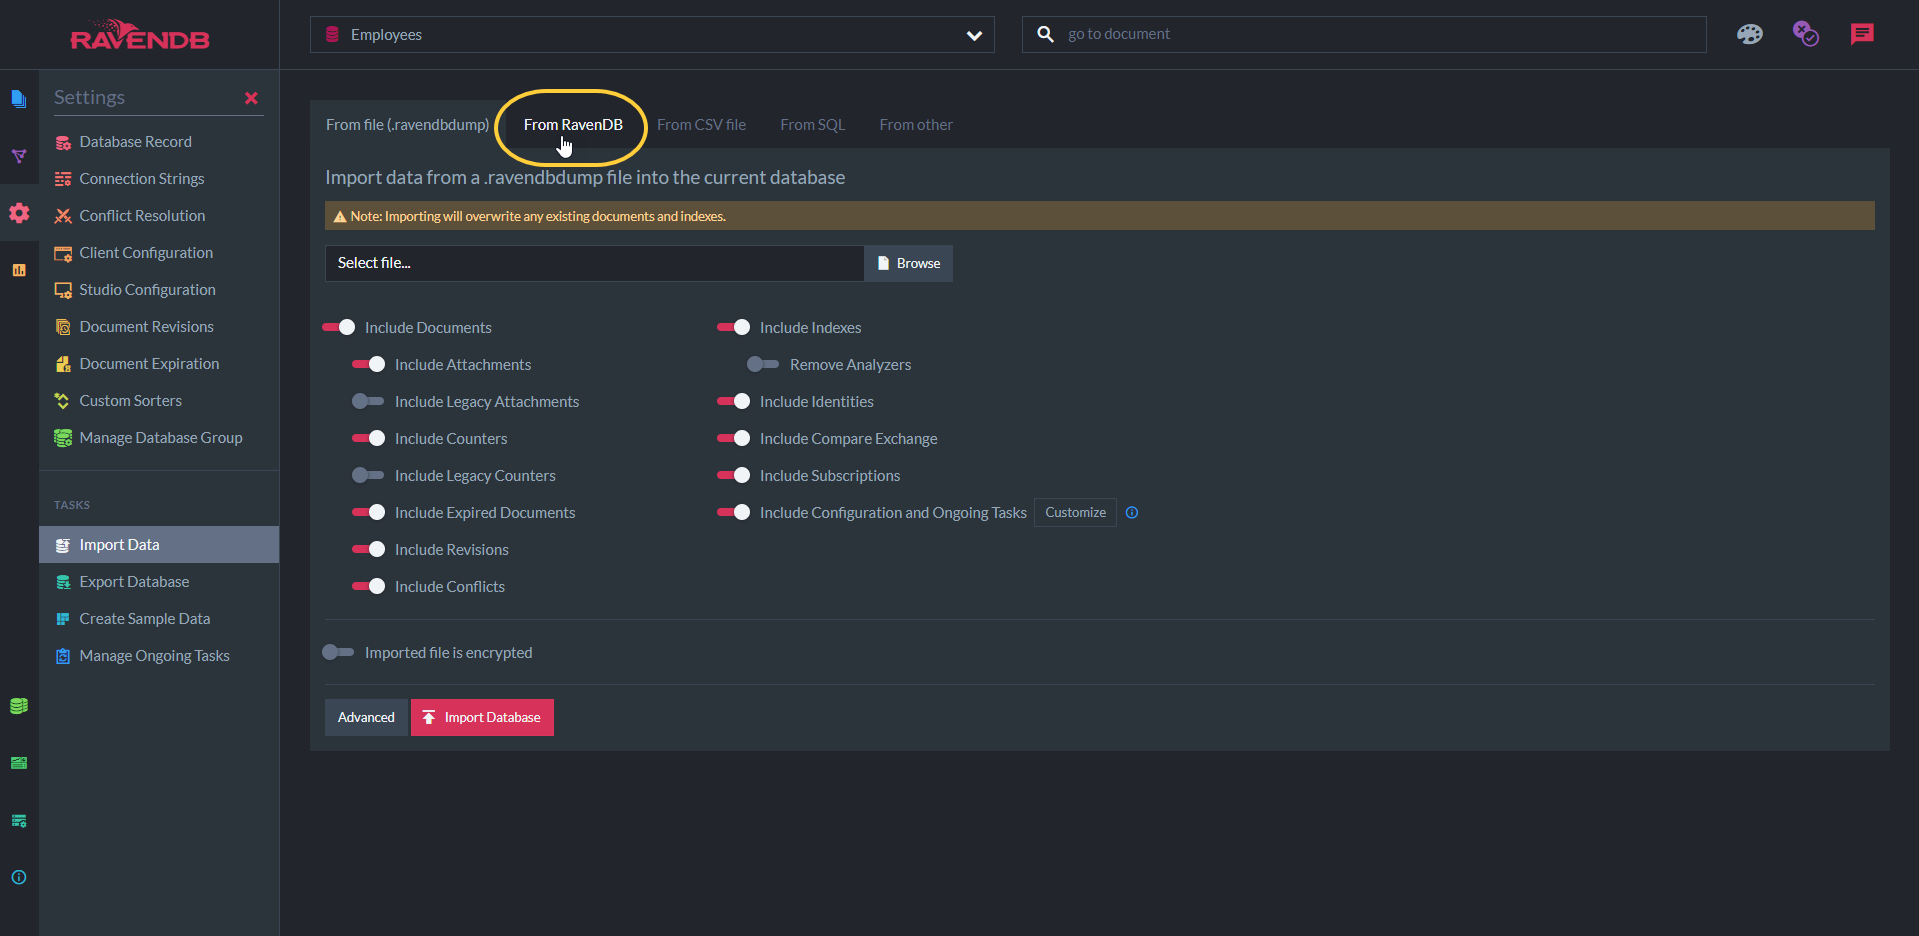 RAVENDB
Employees
go to document
Settings
Database Record
Connection Strings
Conflict Resolution
Client Configuration
Studio Configuration
Document Revisions
Document Expiration
Custom Sorters
Manage Database Group
TASKS
Import Data
Export Database
Create Sample Data
Manage Ongoing Tasks
From file (.ravendbdump) From RavenDB From CSV file From SQL From other
Import data from a .ravendbdump file into the current database
Note: Importing will overwrite any existing documents and indexes.
Select file... Browse
Include Documents
Include Attachments
Include Legacy Attachments
Include Counters
Include Legacy Counters
Include Expired Documents
Include Revisions
Include Conflicts
Include Indexes
Remove Analyzers
Include Identities
Include Compare Exchange
Include Subscriptions
Include Configuration and Ongoing Tasks Customize
Imported file is encrypted
Advanced Import Database